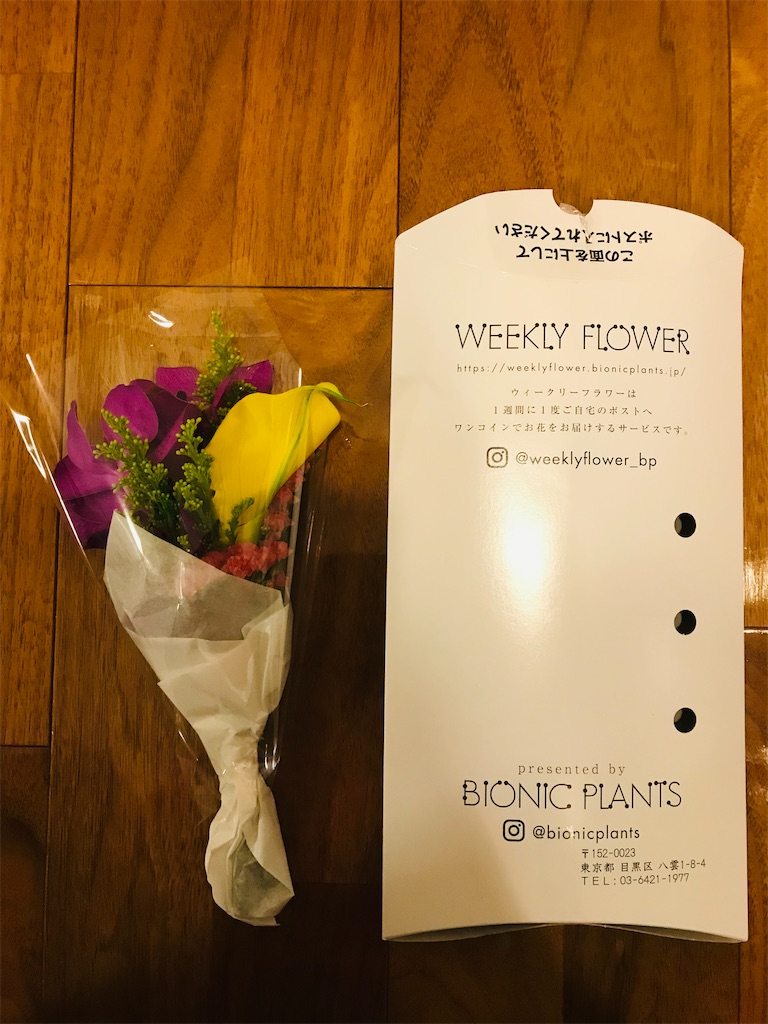 この面を上にして
ポストに入れてください
WEEKLY FLOWER
https://weeklyflower.bionicplants.jp/
ウィークリーフラワーは
1週間に1度ご自宅のポストへ
ワンコインでお花をお届けするサービスです。
@weeklyflower_bp
presented by
BIONIC PLANTS
@bionicplants
〒152-0023
東京都 目黒区 八雲1-8-4
TEL:03-6421-1977